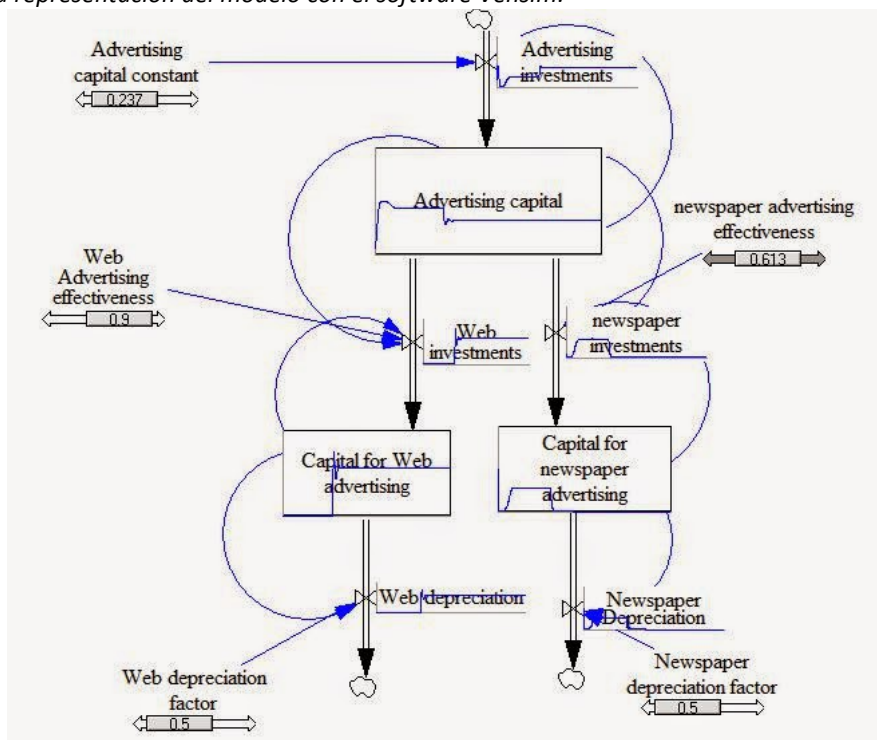 a representación del modelo con el software Vensim.
Advertising
capital constant
0.237
Advertising
investments
Advertising capital
newspaper advertising
effectiveness
0.613
Web
Advertising
effectiveness
0.9
Web
investments
newspaper
investments
Capital for Web
advertising
Capital for
newspaper
advertising
Web depreciation
Newspaper
Depreciation
Web depreciation
factor
0.5
Newspaper
depreciation factor
0.5